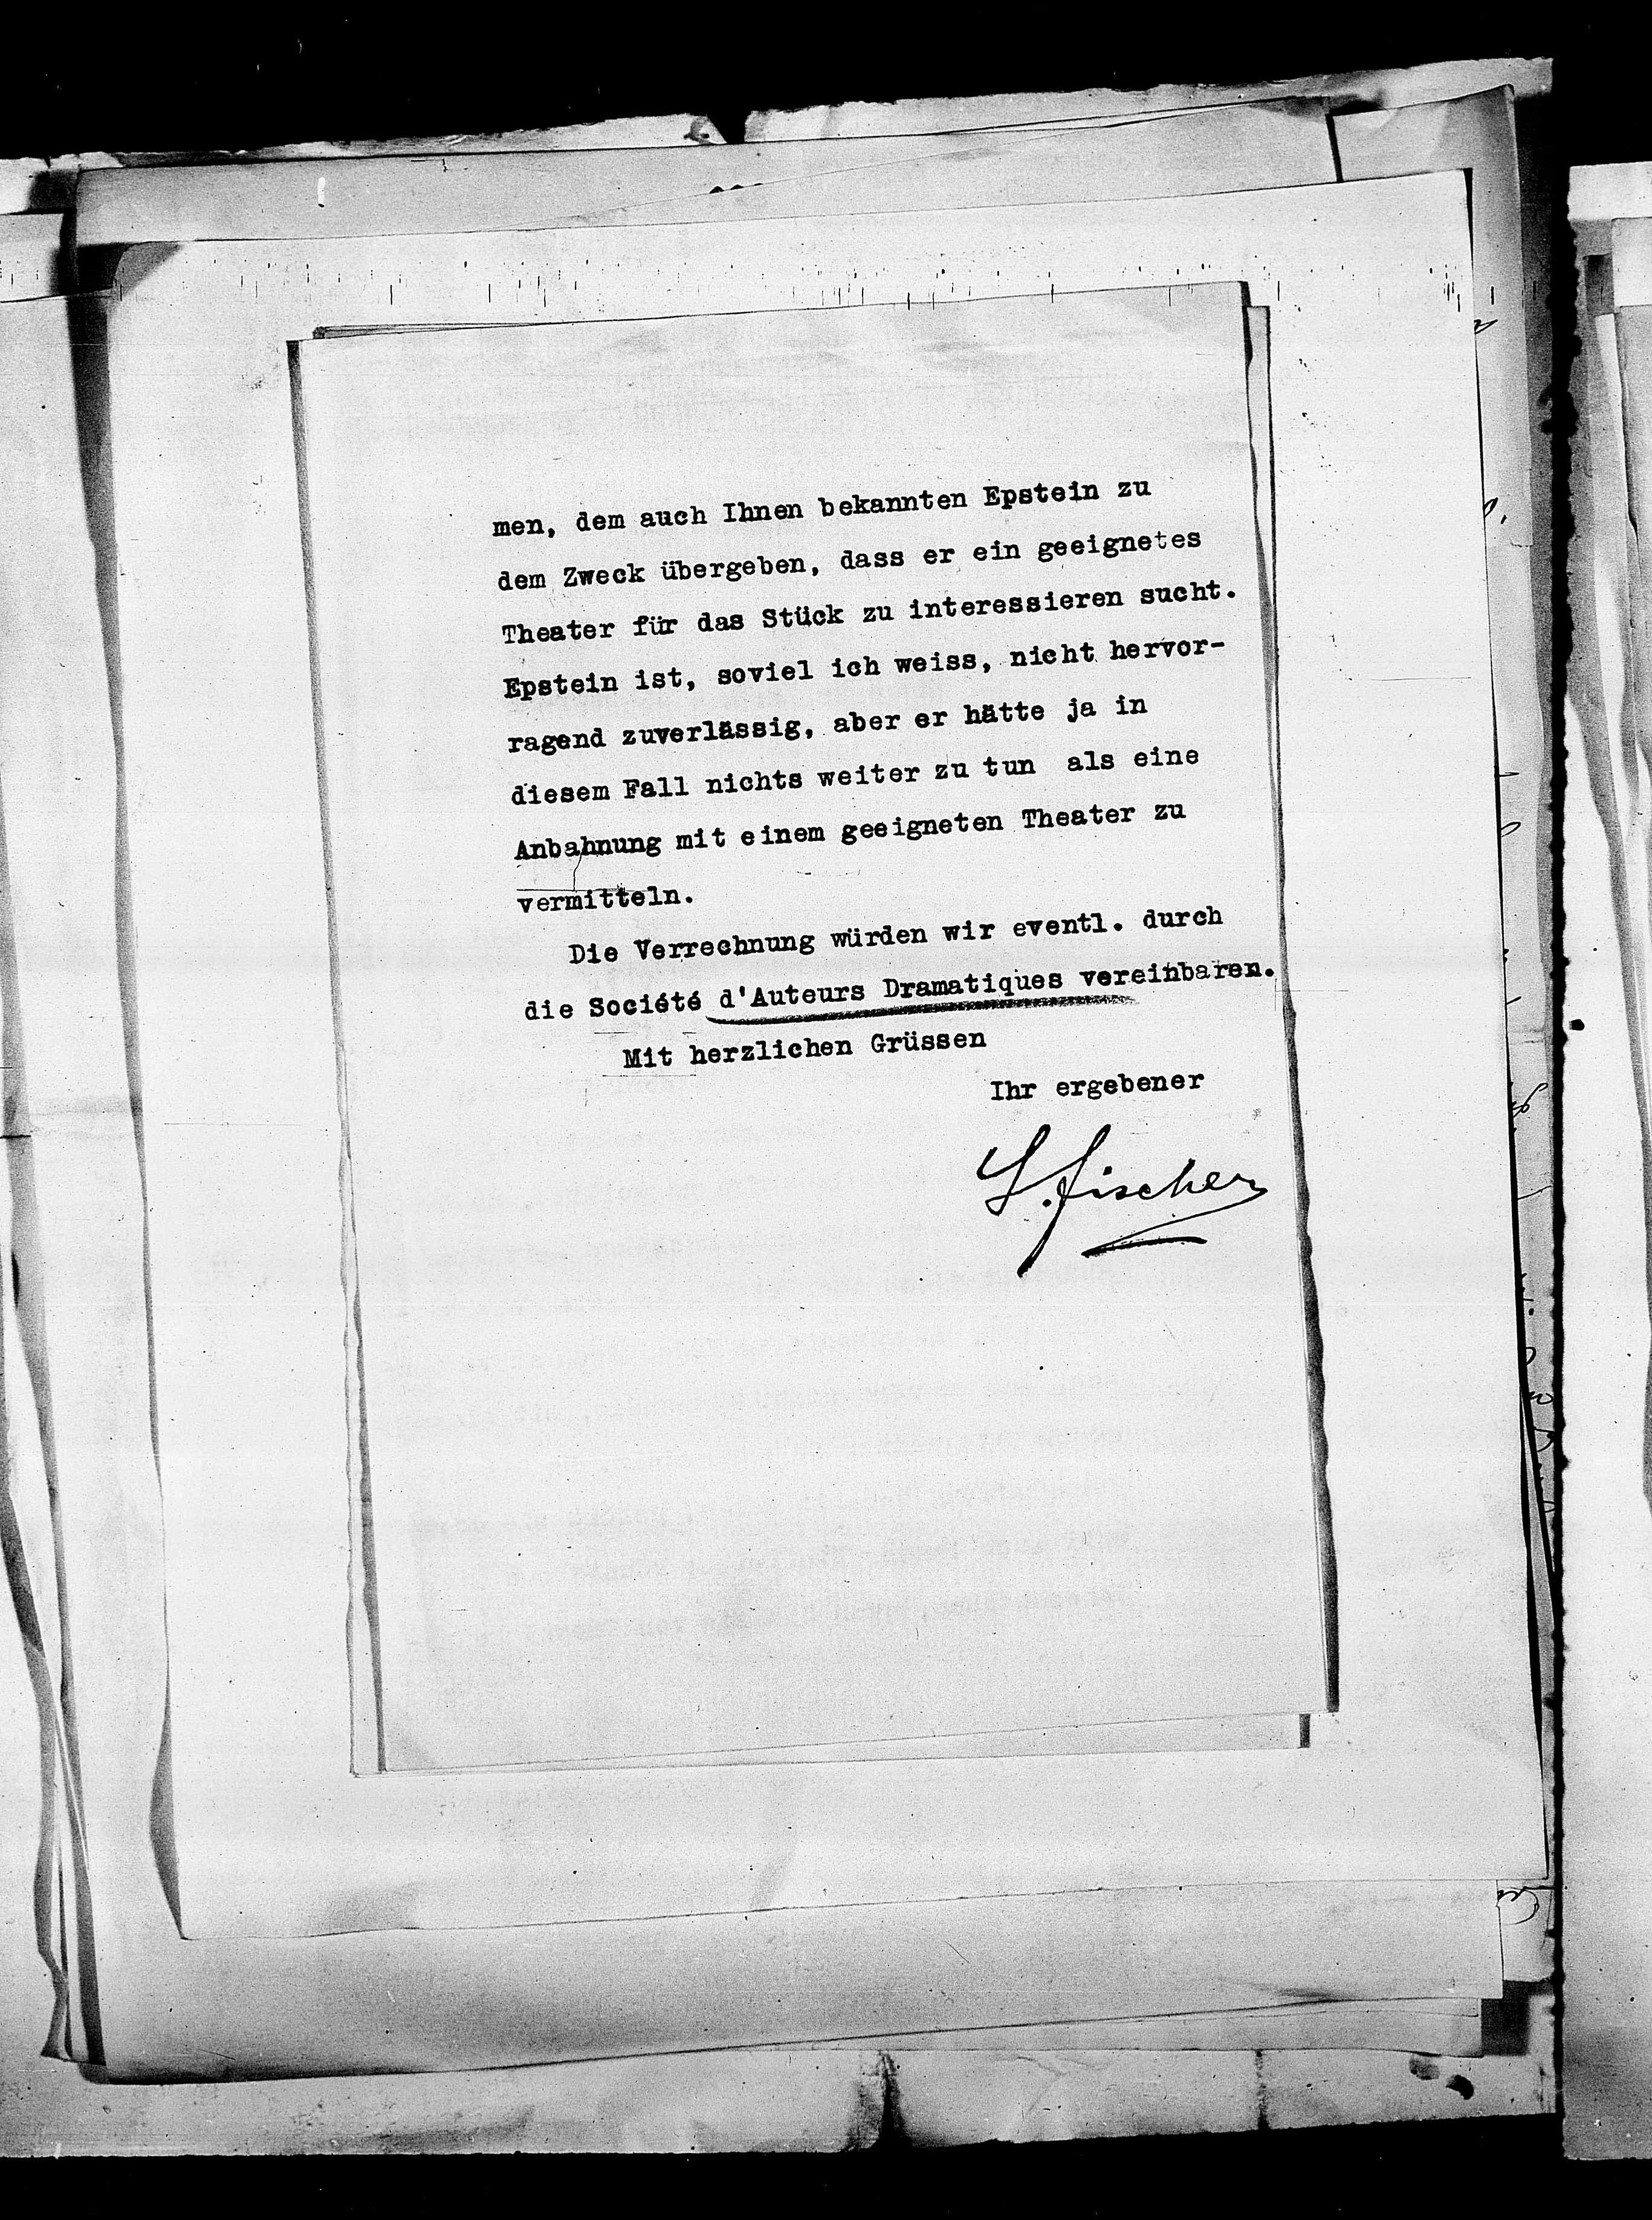 men, dem auch Ihnen bekannten Epstein zu
dem Zweck übergeben, dass er ein geeignetes
Theater für das Stück zu interessieren sucht.
Epstein ist, soviel ich weiss, nicht hervor-
ragend zuverlässig, aber er hätte ja in
diesem Fall nichts weiter zu tun als eine
Anbahnung mit einem geeigneten Theater zu
vermitteln.
Die Verrechnung würden wir eventl. durch
die Société d'Auteurs Dramatiques vereinbaren.
Mit herzlichen Grüssen
Ihr ergebener
S. Fischer